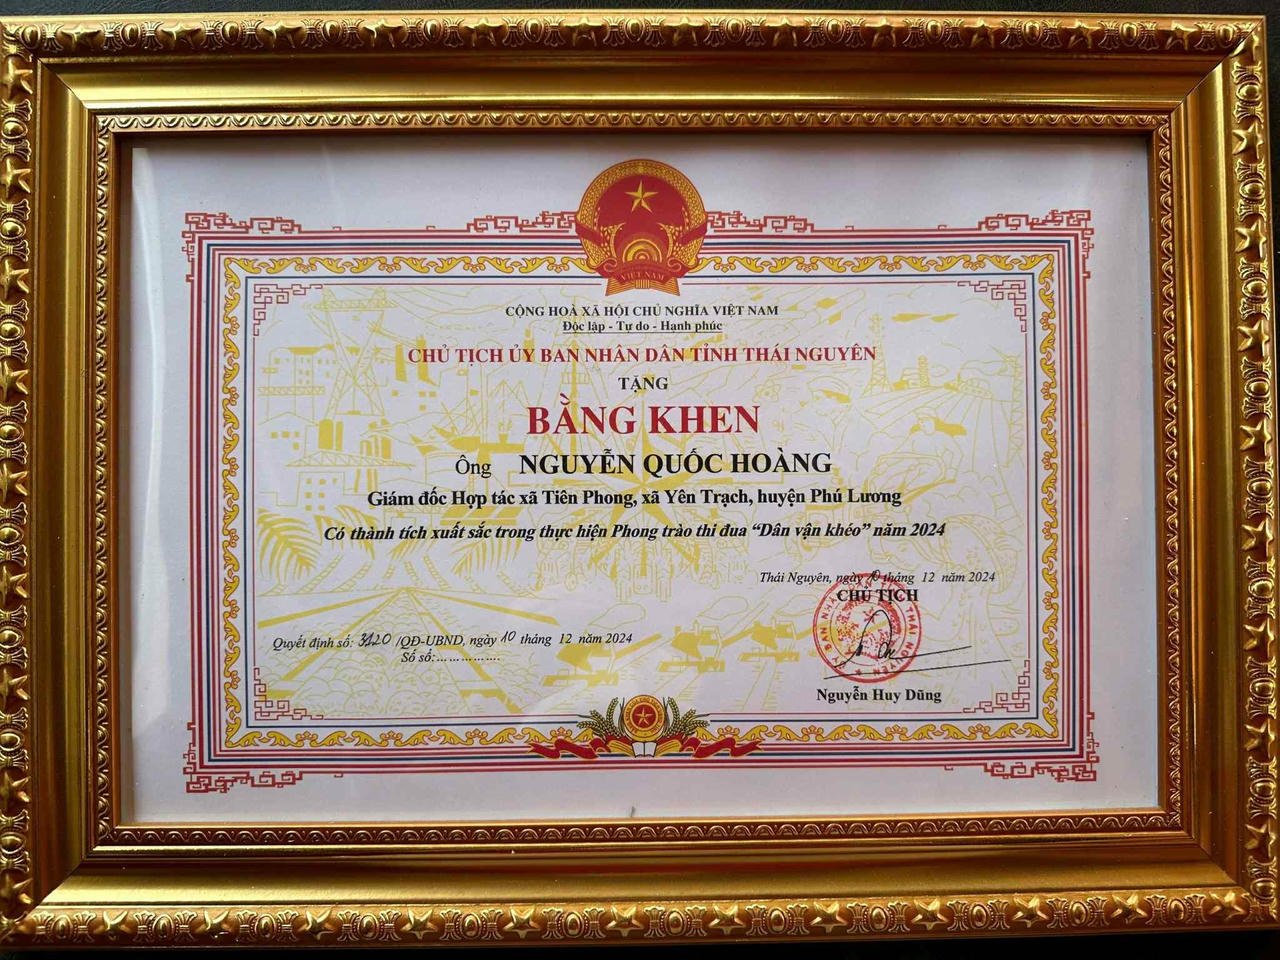 VIỆT NAM
CỘNG HOÀ XÃ HỘI CHỦ NGHĨA VIỆT NAM
Độc lập - Tự do - Hạnh phúc
CHỦ TỊCH ỦY BAN NHÂN DÂN TỈNH THÁI NGUYÊN
TẶNG
BẰNG KHEN
Ông NGUYỄN QUỐC HOÀNG
Giám đốc Hợp tác xã Tiên Phong, xã Yên Trạch, huyện Phú Lương
Có thành tích xuất sắc trong thực hiện Phong trào thi đua “Dân vận khéo” năm 2024
Thái Nguyên, ngày 10 tháng 12 năm 2024
CHỦ TỊCH
Quyết định số: 3120 /QĐ-UBND, ngày 10 tháng 12 năm 2024
Số sổ:................
Nguyễn Huy Dũng